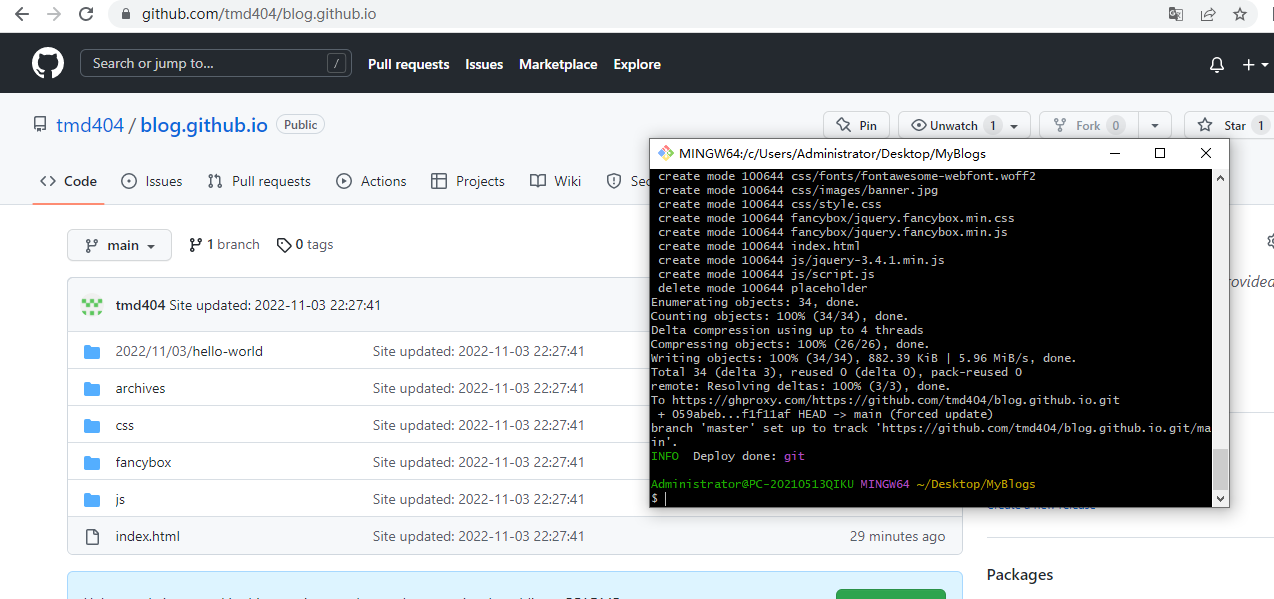 github.com/tmd404/blog.github.io
Search or jump to... /
Pull requests Issues Marketplace Explore
tmd404 / blog.github.io Public
Pin Unwatch 1 Fork 0 Star 1
Code Issues Pull requests Actions Projects Wiki
main 1 branch 0 tags
tmd404 Site updated: 2022-11-03 22:27:41
2022/11/03/hello-world Site updated: 2022-11-03 22:27:41
archives Site updated: 2022-11-03 22:27:41
css Site updated: 2022-11-03 22:27:41
fancybox Site updated: 2022-11-03 22:27:41
js Site updated: 2022-11-03 22:27:41
index.html Site updated: 2022-11-03 22:27:41 29 minutes ago
MINGW64:/c/Users/Administrator/Desktop/MyBlogs
create mode 100644 css/fonts/fontawesome-webfont.woff2
create mode 100644 css/images/banner.jpg
create mode 100644 css/style.css
create mode 100644 fancybox/jquery.fancybox.min.css
create mode 100644 fancybox/jquery.fancybox.min.js
create mode 100644 index.html
create mode 100644 js/jquery-3.4.1.min.js
create mode 100644 js/script.js
delete mode 100644 placeholder
Enumerating objects: 34, done.
Counting objects: 100% (34/34), done.
Delta compression using up to 4 threads
Compressing objects: 100% (26/26), done.
Writing objects: 100% (34/34), 882.39 KiB | 5.96 MiB/s, done.
Total 34 (delta 3), reused 0 (delta 0), pack-reused 0
remote: Resolving deltas: 100% (3/3), done.
To https://ghproxy.com/https://github.com/tmd404/blog.github.io.git
+ 059abeb...f1f11af HEAD -> main (forced update)
branch 'master' set up to track 'https://github.com/tmd404/blog.github.io.git/ma
in'.
INFO Deploy done: git
Administrator@PC-20210513QIKU MINGW64 ~/Desktop/MyBlogs
$
Packages